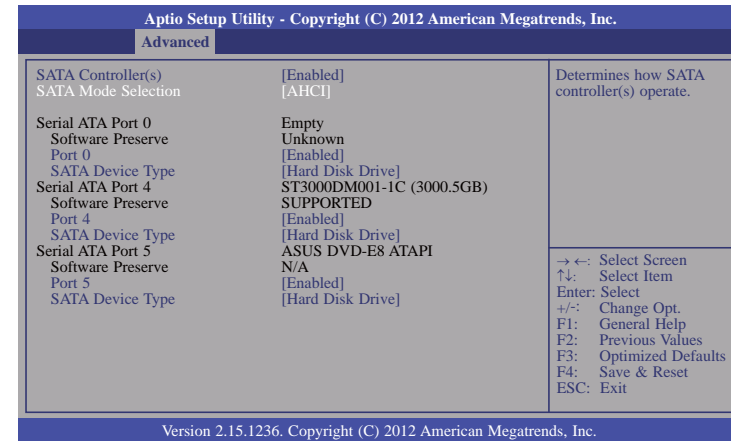 Aptio Setup Utility - Copyright (C) 2012 American Megatrends, Inc.
Advanced
SATA Controller(s) [Enabled]
SATA Mode Selection [AHCI]
Serial ATA Port 0 Empty
Software Preserve Unknown
Port 0 [Enabled]
SATA Device Type [Hard Disk Drive]
Serial ATA Port 4 ST3000DM001-1C (3000.5GB)
Software Preserve SUPPORTED
Port 4 [Enabled]
SATA Device Type [Hard Disk Drive]
Serial ATA Port 5 ASUS DVD-E8 ATAPI
Software Preserve N/A
Port 5 [Enabled]
SATA Device Type [Hard Disk Drive]
Determines how SATA
controller(s) operate.
→ ←: Select Screen
↑↓: Select Item
Enter: Select
+/-: Change Opt.
F1: General Help
F2: Previous Values
F3: Optimized Defaults
F4: Save & Reset
ESC: Exit
Version 2.15.1236. Copyright (C) 2012 American Megatrends, Inc.